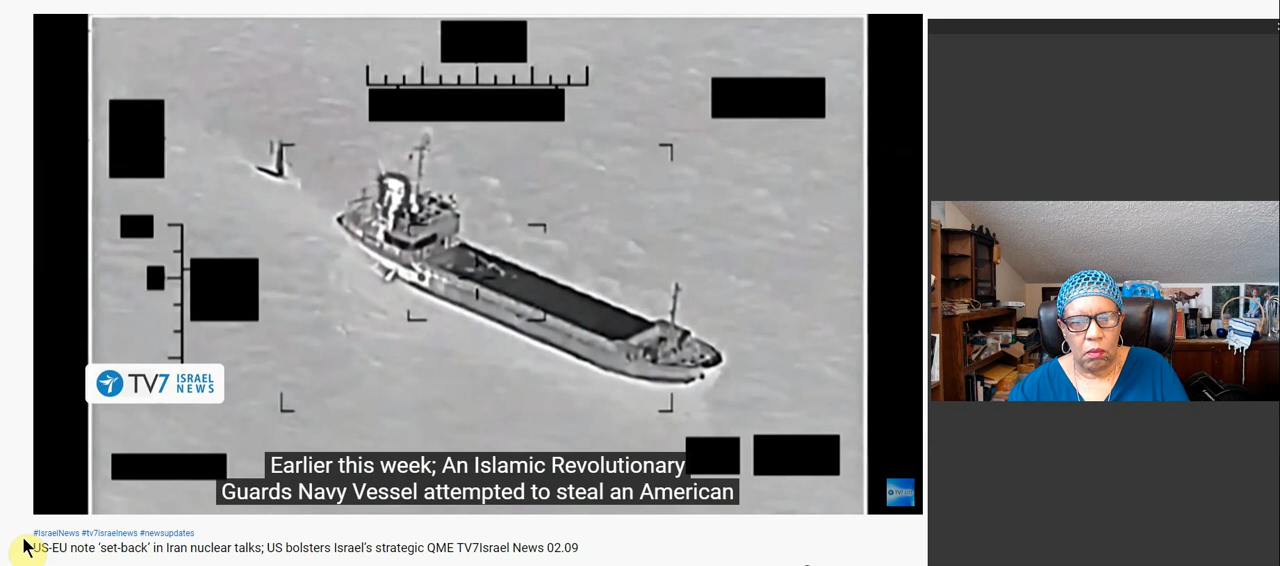 TV7 ISRAEL
NEWS
Earlier this week; An Islamic Revolutionary
Guards Navy Vessel attempted to steal an American
#IsraelNews #tv7israelnews #newsupdates
US-EU note ‘set-back’ in Iran nuclear talks; US bolsters Israel’s strategic QME TV7Israel News 02.09